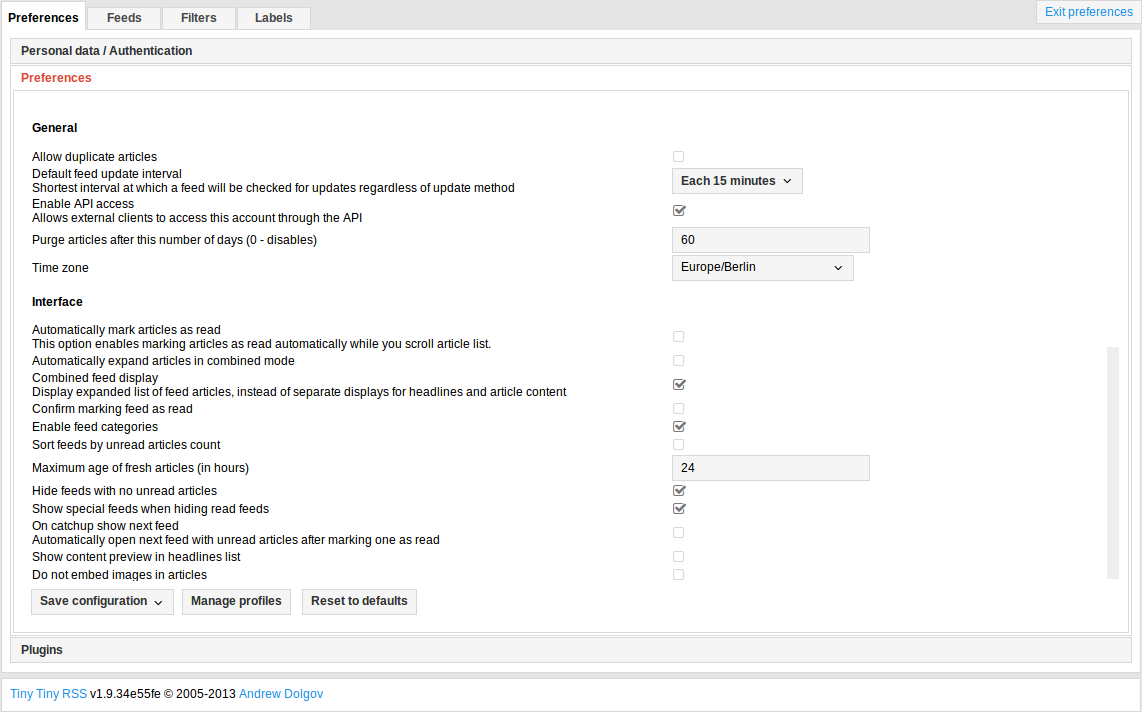 Preferences Feeds Filters Labels Exit preferences
Personal data / Authentication
Preferences
General
Allow duplicate articles
Default feed update interval
Shortest interval at which a feed will be checked for updates regardless of update method
Each 15 minutes
Enable API access
Allows external clients to access this account through the API
Purge articles after this number of days (0 - disables) 60
Time zone Europe/Berlin
Interface
Automatically mark articles as read
This option enables marking articles as read automatically while you scroll article list.
Automatically expand articles in combined mode
Combined feed display
Display expanded list of feed articles, instead of separate displays for headlines and article content
Confirm marking feed as read
Enable feed categories
Sort feeds by unread articles count
Maximum age of fresh articles (in hours) 24
Hide feeds with no unread articles
Show special feeds when hiding read feeds
On catchup show next feed
Automatically open next feed with unread articles after marking one as read
Show content preview in headlines list
Do not embed images in articles
Save configuration Manage profiles Reset to defaults
Plugins
Tiny Tiny RSS v1.9.34e55fe © 2005-2013 Andrew Dolgov